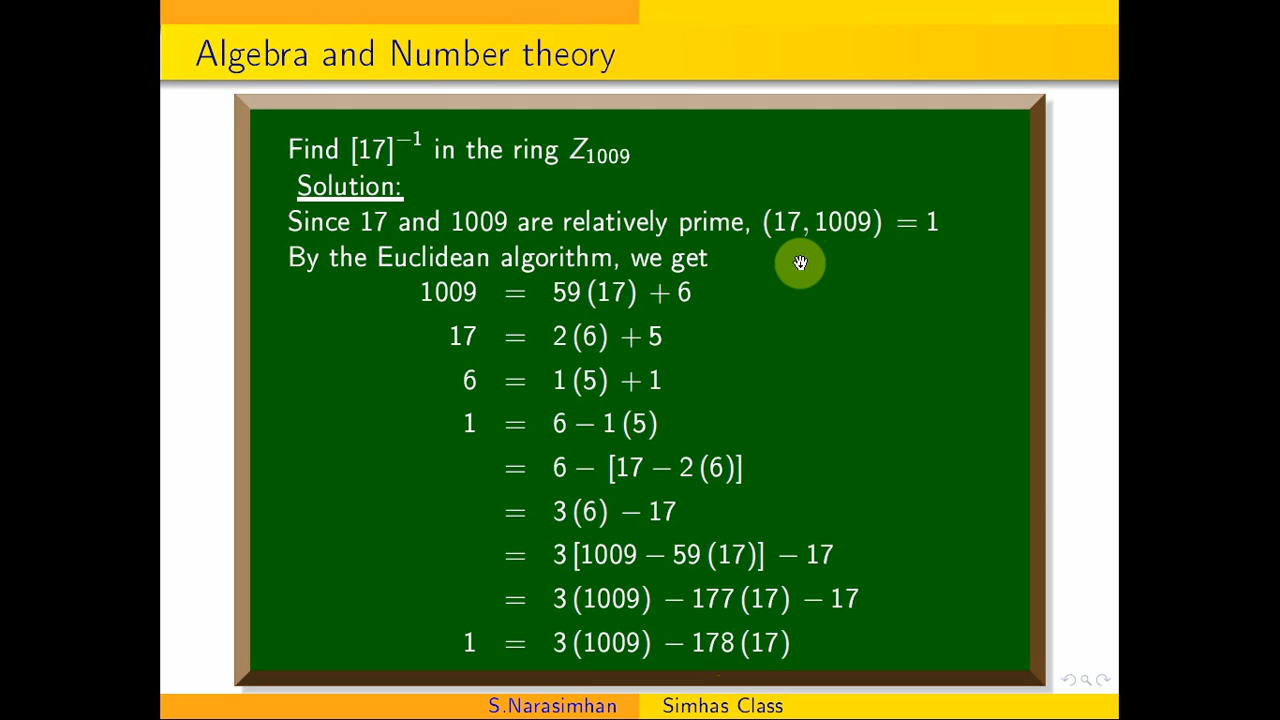 Algebra and Number theory
Find [17]⁻¹ in the ring Z₁₀₀₉
Solution:
Since 17 and 1009 are relatively prime, (17, 1009) = 1
By the Euclidean algorithm, we get
1009 = 59 (17) + 6
17 = 2 (6) + 5
6 = 1 (5) + 1
1 = 6 − 1 (5)
= 6 − [17 − 2 (6)]
= 3 (6) − 17
= 3 [1009 − 59 (17)] − 17
= 3 (1009) − 177 (17) − 17
1 = 3 (1009) − 178 (17)
S.Narasimhan Simhas Class